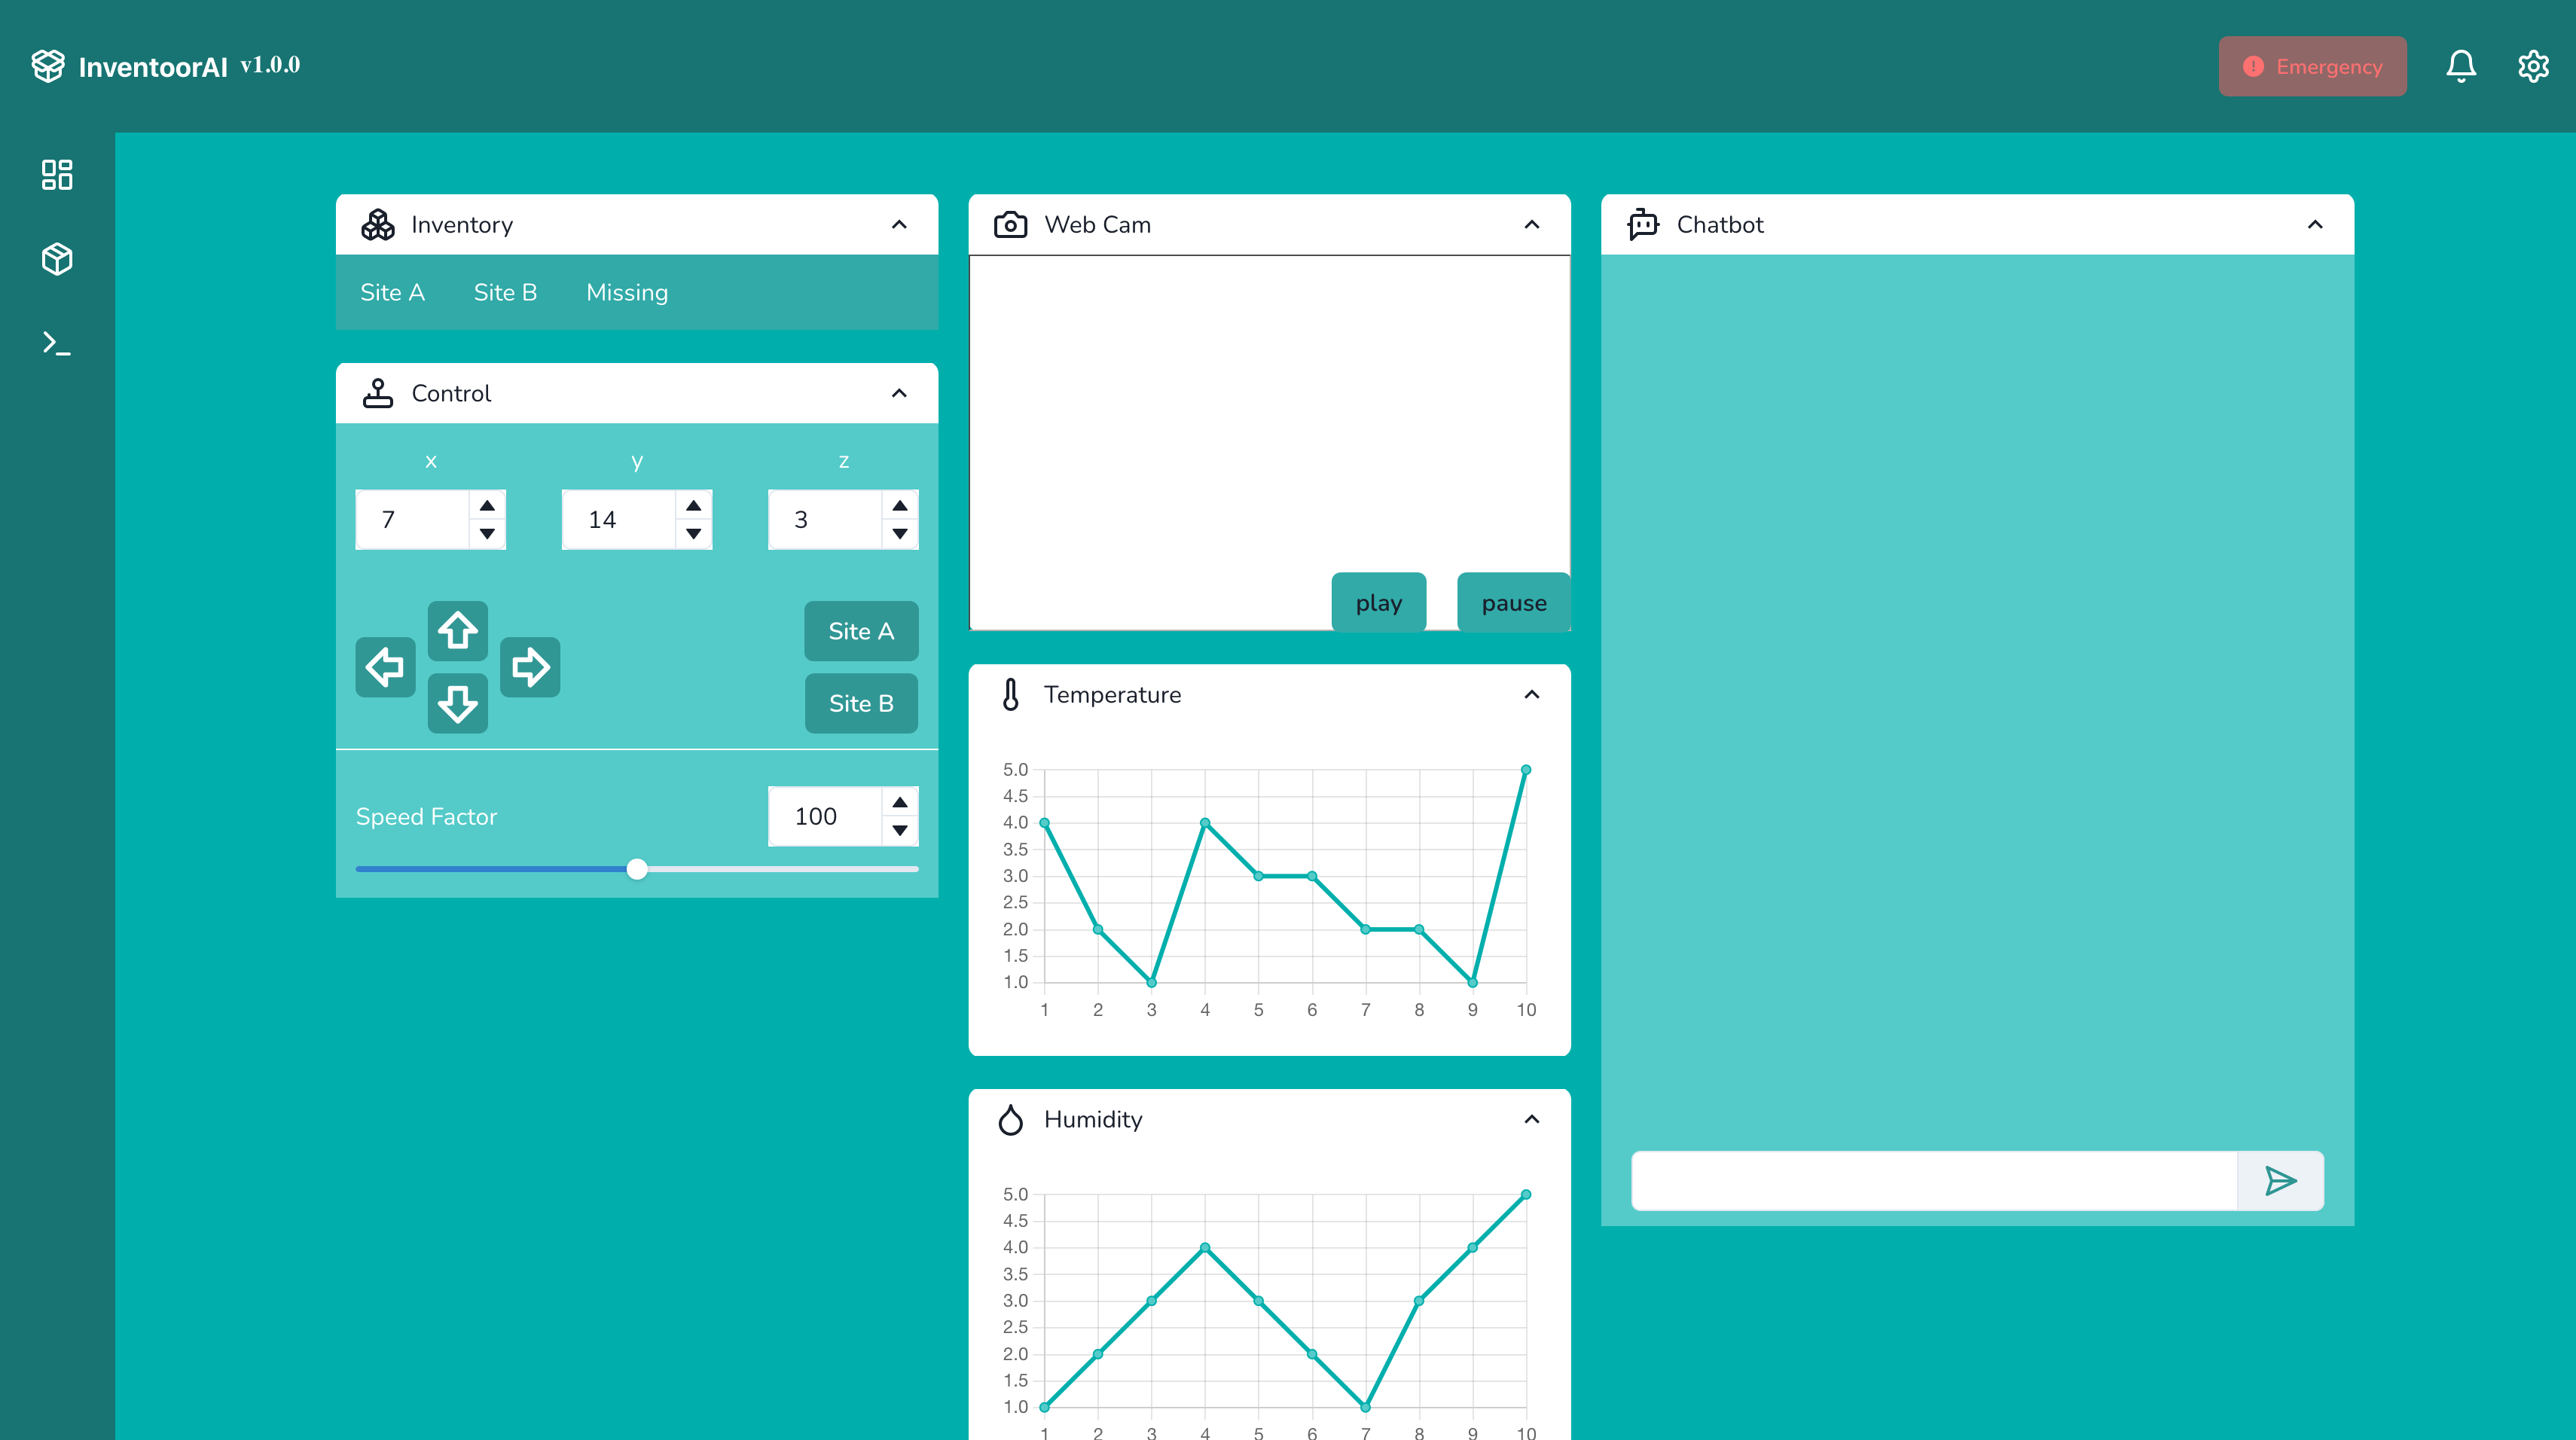 InventoorAI v1.0.0
Emergency
Inventory
Site A Site B Missing
Control
x y z
7 14 3
Site A
Site B
Speed Factor 100
Web Cam
play pause
Temperature
5.0
4.5
4.0
3.5
3.0
2.5
2.0
1.5
1.0
1 2 3 4 5 6 7 8 9 10
Humidity
5.0
4.5
4.0
3.5
3.0
2.5
2.0
1.5
1.0
1 2 3 4 5 6 7 8 9 10
Chatbot